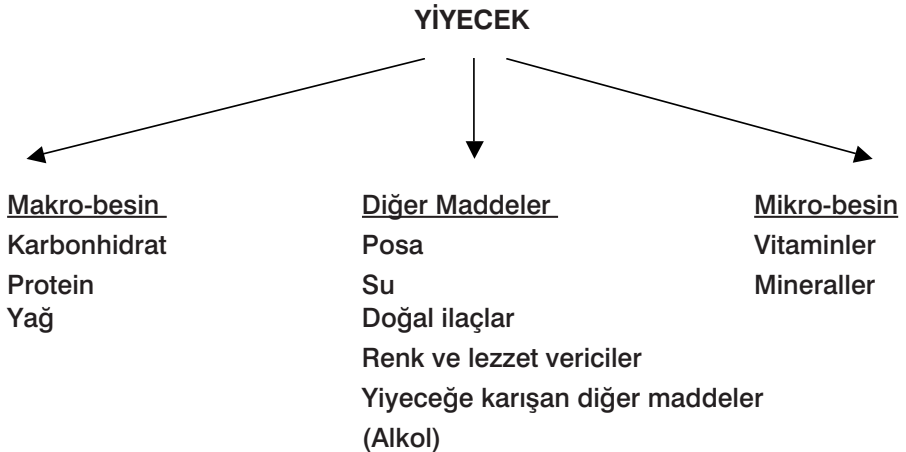 YİYECEK
Makro-besin
Karbonhidrat
Protein
Yağ
Diğer Maddeler
Posa
Su
Doğal ilaçlar
Renk ve lezzet vericiler
Yiyeceğe karışan diğer maddeler
(Alkol)
Mikro-besin
Vitaminler
Mineraller